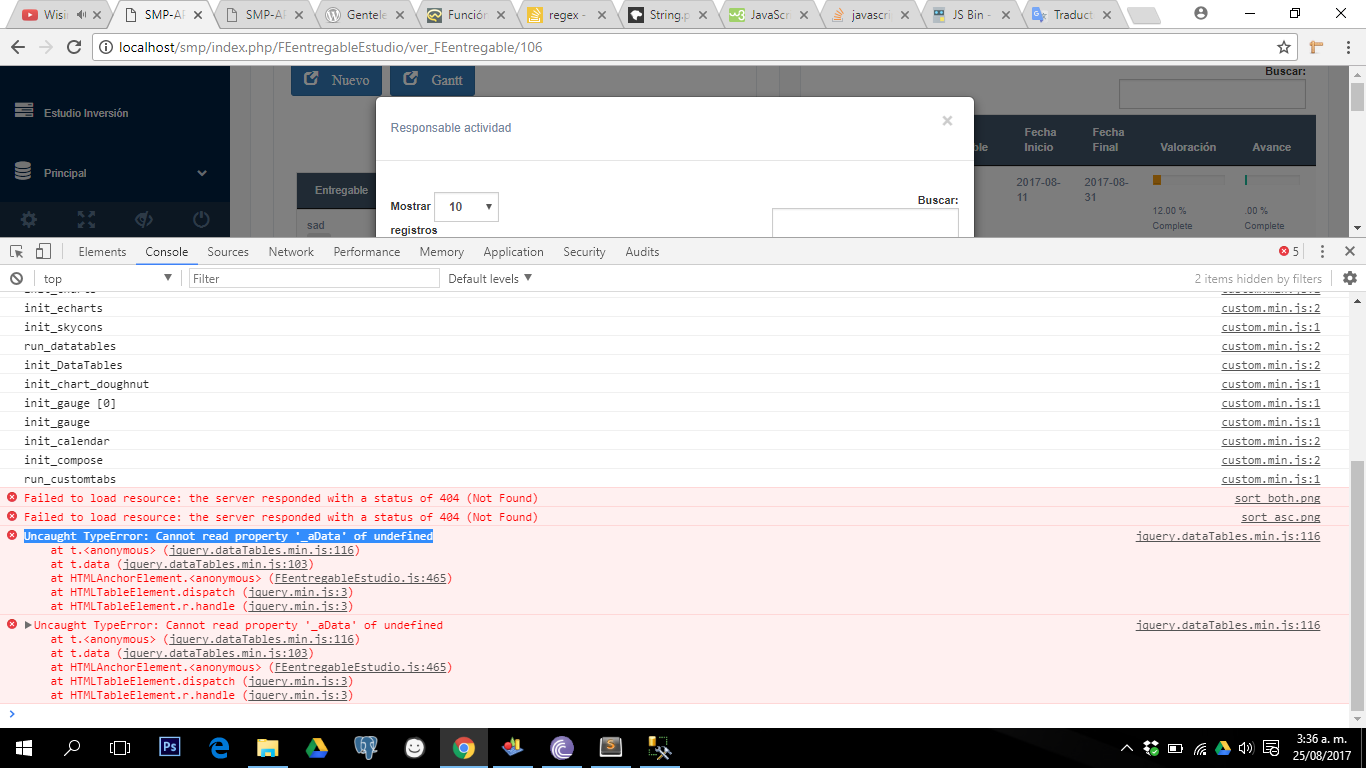 Wisin
SMP-AF
SMP-AF
Gentele
Función
regex -
String.p
JavaScri
javascri
JS Bin -
Traduct
localhost/smp/index.php/FEentregableEstudio/ver_FEentregable/106
Estudio Inversión
Principal
Nuevo
Gantt
Buscar:
Entregable
sad
ble
Fecha Inicio
Fecha Final
Valoración
Avance
2017-08-11
2017-08-31
12.00 % Complete
.00 % Complete
Responsable actividad
×
Mostrar 10
registros
Buscar:
Elements Console Sources Network Performance Memory Application Security Audits
5
top
Filter
Default levels ▼
2 items hidden by filters
init_echarts custom.min.js:2
init_skycons custom.min.js:1
run_datatables custom.min.js:2
init_DataTables custom.min.js:2
init_chart_doughnut custom.min.js:1
init_gauge [0] custom.min.js:1
init_gauge custom.min.js:1
init_calendar custom.min.js:2
init_compose custom.min.js:2
run_customtabs custom.min.js:1
Failed to load resource: the server responded with a status of 404 (Not Found) sort_both.png
Failed to load resource: the server responded with a status of 404 (Not Found) sort_asc.png
Uncaught TypeError: Cannot read property '_aData' of undefined jquery.dataTables.min.js:116
at t.<anonymous> (jquery.dataTables.min.js:116)
at t.data (jquery.dataTables.min.js:103)
at HTMLAnchorElement.<anonymous> (FEentregableEstudio.js:465)
at HTMLTableElement.dispatch (jquery.min.js:3)
at HTMLTableElement.r.handle (jquery.min.js:3)
▶Uncaught TypeError: Cannot read property '_aData' of undefined jquery.dataTables.min.js:116
at t.<anonymous> (jquery.dataTables.min.js:116)
at t.data (jquery.dataTables.min.js:103)
at HTMLAnchorElement.<anonymous> (FEentregableEstudio.js:465)
at HTMLTableElement.dispatch (jquery.min.js:3)
at HTMLTableElement.r.handle (jquery.min.js:3)
Ps
3:36 a. m.
25/08/2017